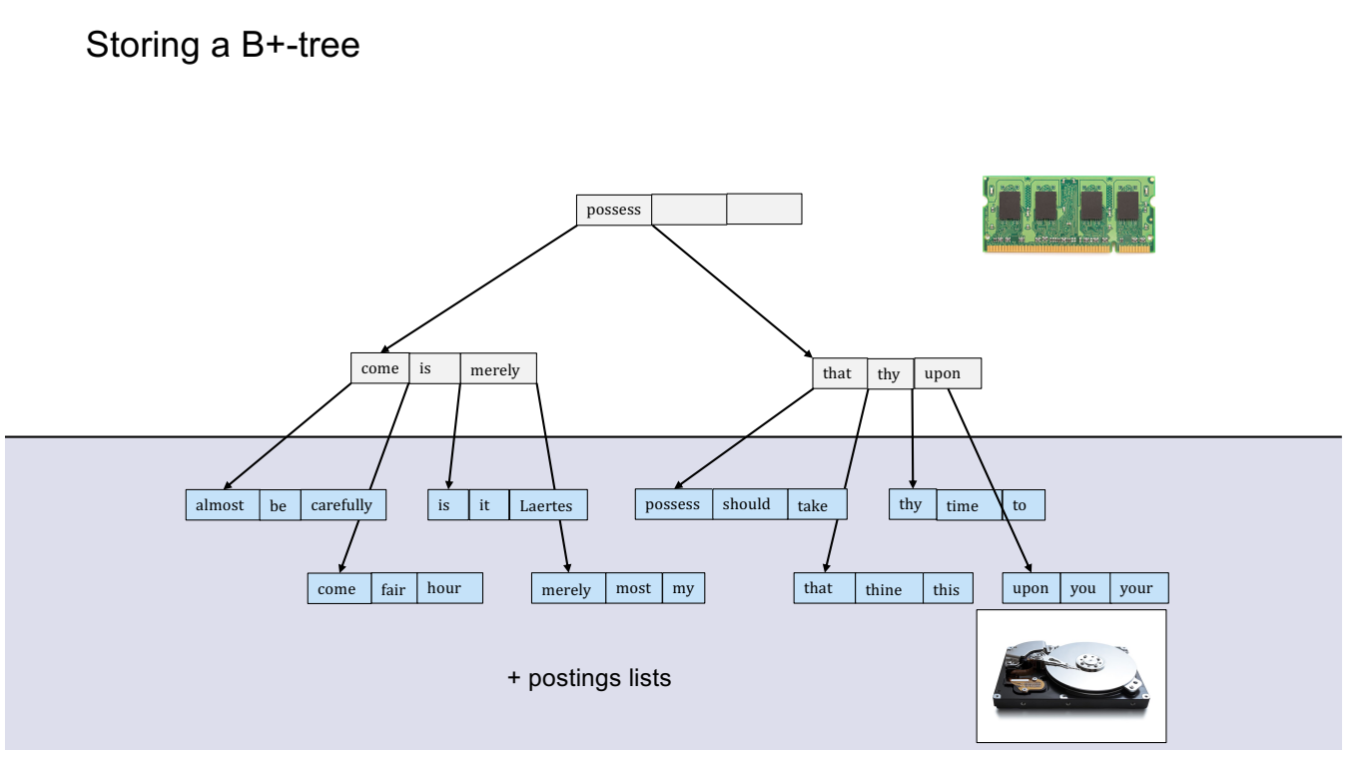 Storing a B+-tree
possess
come is merely
that thy upon
almost be carefully
is it Laertes
possess should take
thy time to
come fair hour
merely most my
that thine this
upon you your
+ postings lists